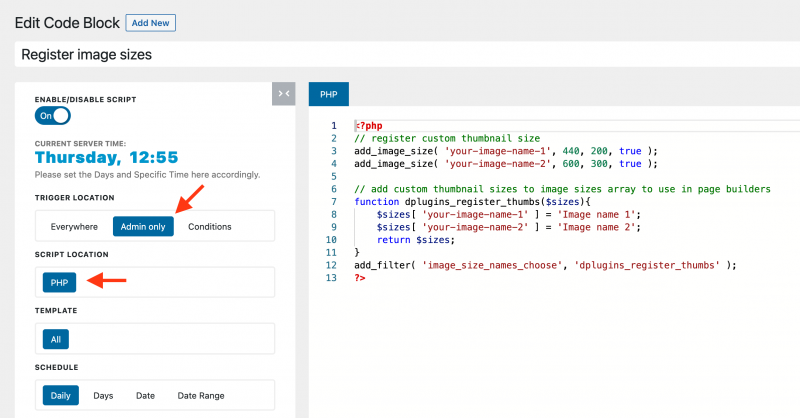 Edit Code Block Add New
Register image sizes
ENABLE/DISABLE SCRIPT
On
CURRENT SERVER TIME:
Thursday, 12:55
Please set the Days and Specific Time here accordingly.
TRIGGER LOCATION
Everywhere Admin only Conditions
SCRIPT LOCATION
PHP
TEMPLATE
All
SCHEDULE
Daily Days Date Date Range
PHP
1 <?php
2 // register custom thumbnail size
3 add_image_size( 'your-image-name-1', 440, 200, true );
4 add_image_size( 'your-image-name-2', 600, 300, true );
5
6 // add custom thumbnail sizes to image sizes array to use in page builders
7 function dplugins_register_thumbs($sizes){
8 $sizes[ 'your-image-name-1' ] = 'Image name 1';
9 $sizes[ 'your-image-name-2' ] = 'Image name 2';
10 return $sizes;
11 }
12 add_filter( 'image_size_names_choose', 'dplugins_register_thumbs' );
13 ?>